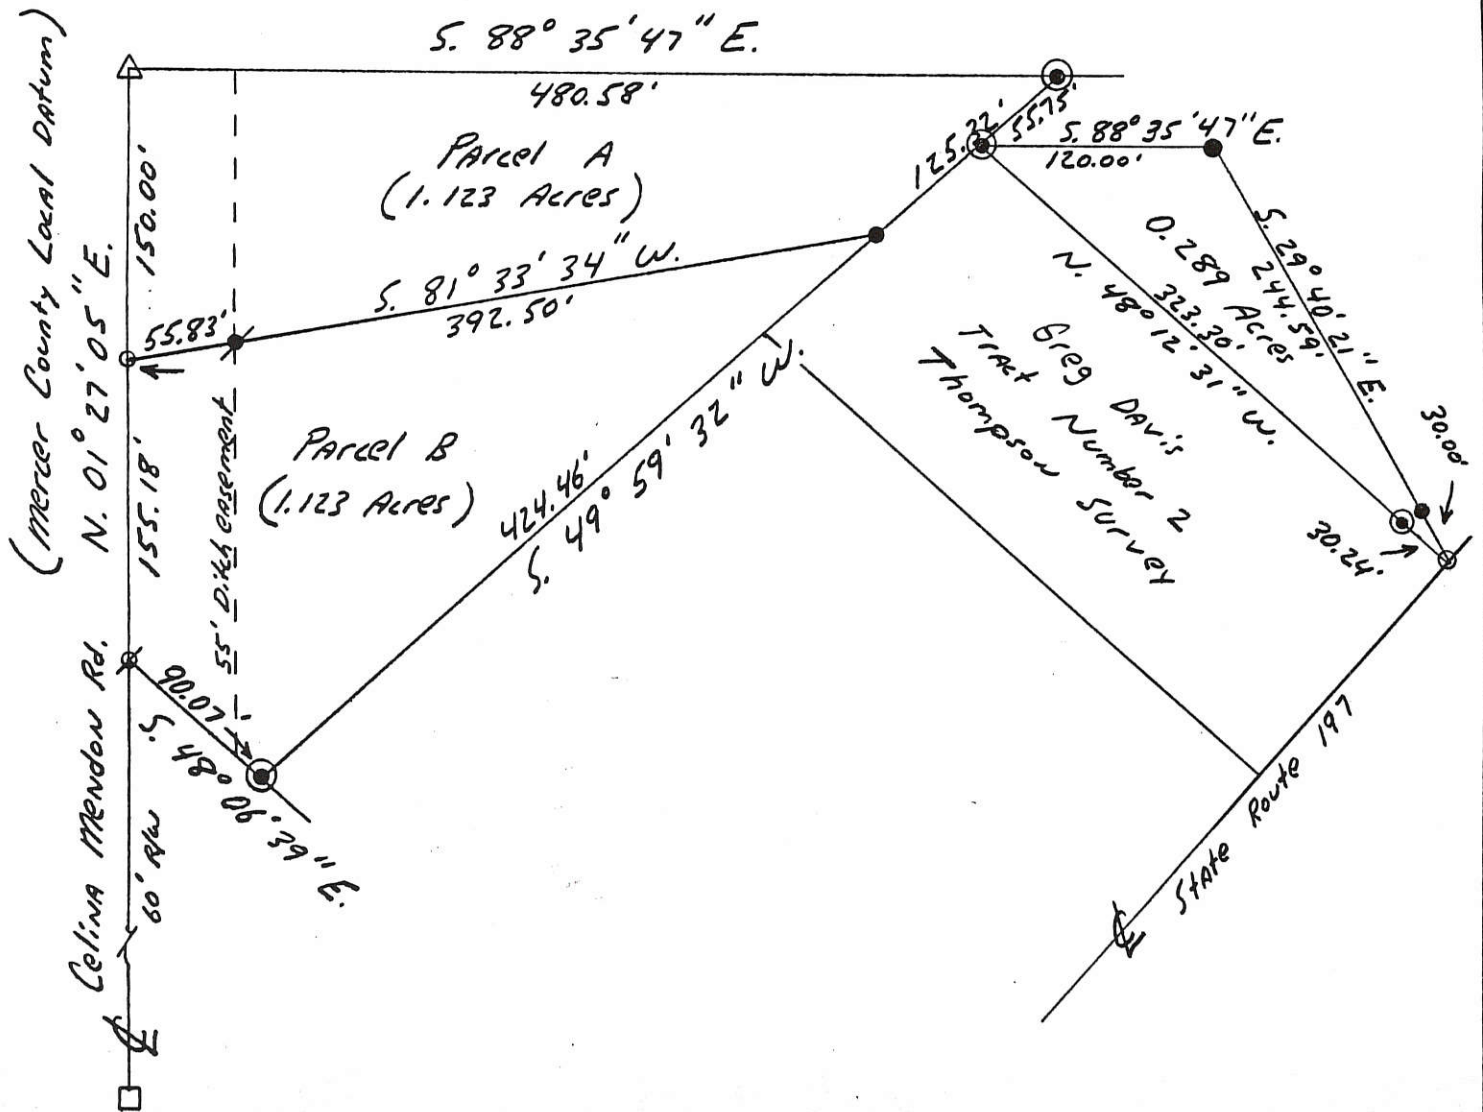 (Mercer County Local Datum)
N. 01° 27' 05" E.
S. 88° 35' 47" E.
480.58'
150.00'
Parcel A
(1.123 Acres)
125.22'
55.75'
S. 88° 35' 47" E.
120.00'
S. 81° 33' 34" W.
392.50'
55.83'
S. 29° 40' 21" E.
244.59'
0.289 Acres
323.30'
N. 48° 12' 31" W.
Greg Davis
Tract Number 2
Thompson Survey
30.00'
30.24'
155.18'
55' Ditch easement
Parcel B
(1.123 Acres)
424.46'
S. 49° 59' 32" W.
90.07'
S 48° 06' 39" E.
Celina Mendon Rd.
60' R/W
℄
State Route 197
℄